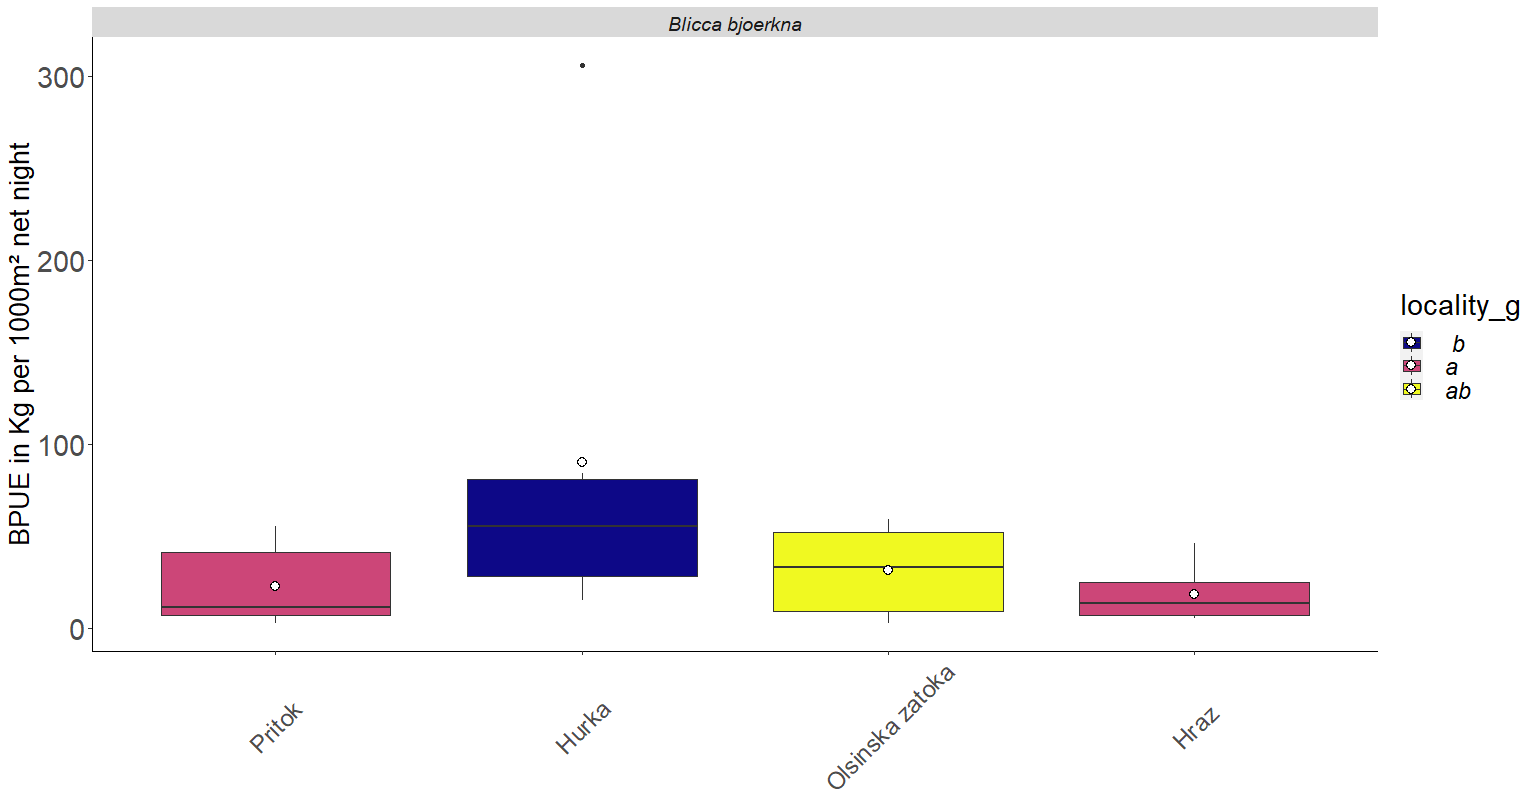 Blicca bjoerkna
BPUE in Kg per 1000m² net night
300
200
100
0
Pritok
Hurka
Olsinska zatoka
Hraz
locality_g
b
a
ab